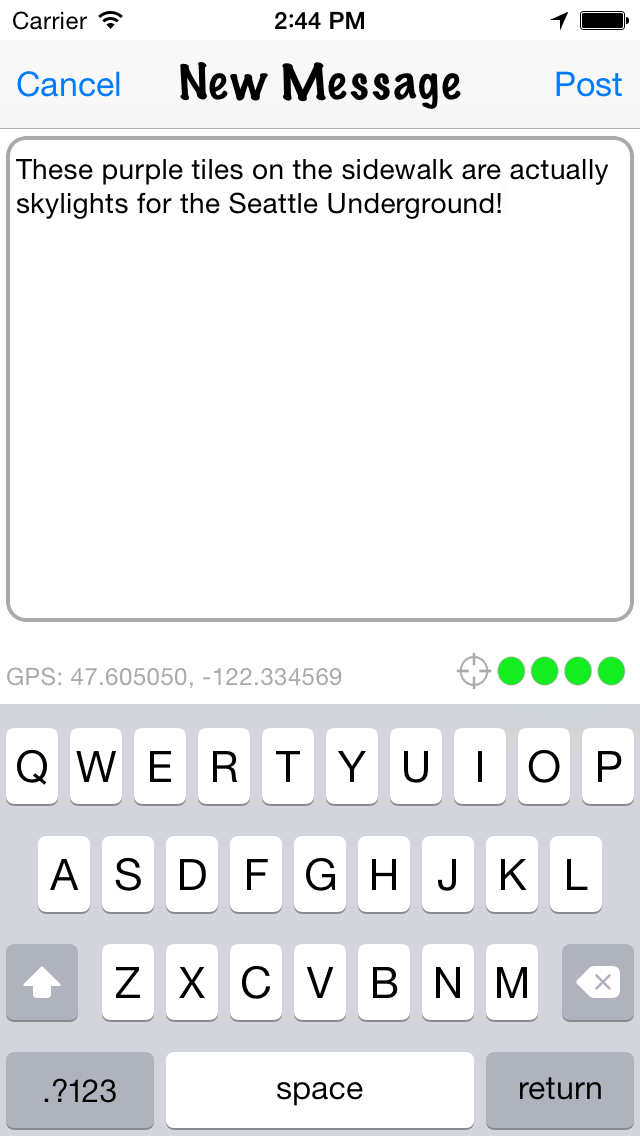 Carrier 2:44 PM
Cancel New Message Post
These purple tiles on the sidewalk are actually
skylights for the Seattle Underground!
GPS: 47.605050, -122.334569
Q W E R T Y U I O P
A S D F G H J K L
Z X C V B N M
.?123 space return